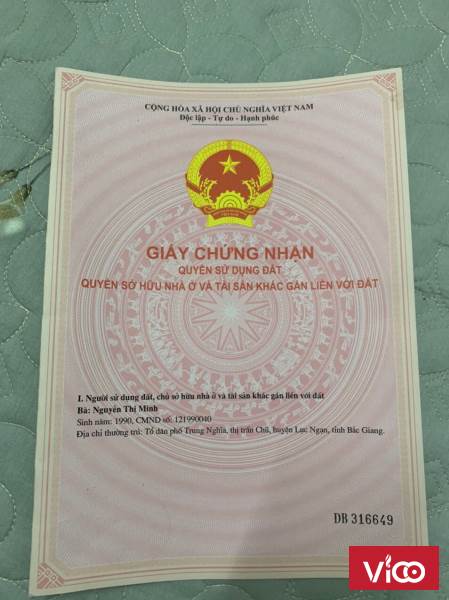 CỘNG HÒA XÃ HỘI CHỦ NGHĨA VIỆT NAM
Độc lập - Tự do - Hạnh phúc
GIẤY CHỨNG NHẬN
QUYỀN SỬ DỤNG ĐẤT
QUYỀN SỞ HỮU NHÀ Ở VÀ TÀI SẢN KHÁC GẮN LIỀN VỚI ĐẤT
I. Người sử dụng đất, chủ sở hữu nhà ở và tài sản khác gắn liền với đất
Bà: Nguyễn Thị Minh
Sinh năm: 1990, CMND số: 121990040
Địa chỉ thường trú: Tổ dân phố Trung Nghĩa, thị trấn Chũ, huyện Lục Ngạn, tỉnh Bắc Giang.
DB 316649
Vico